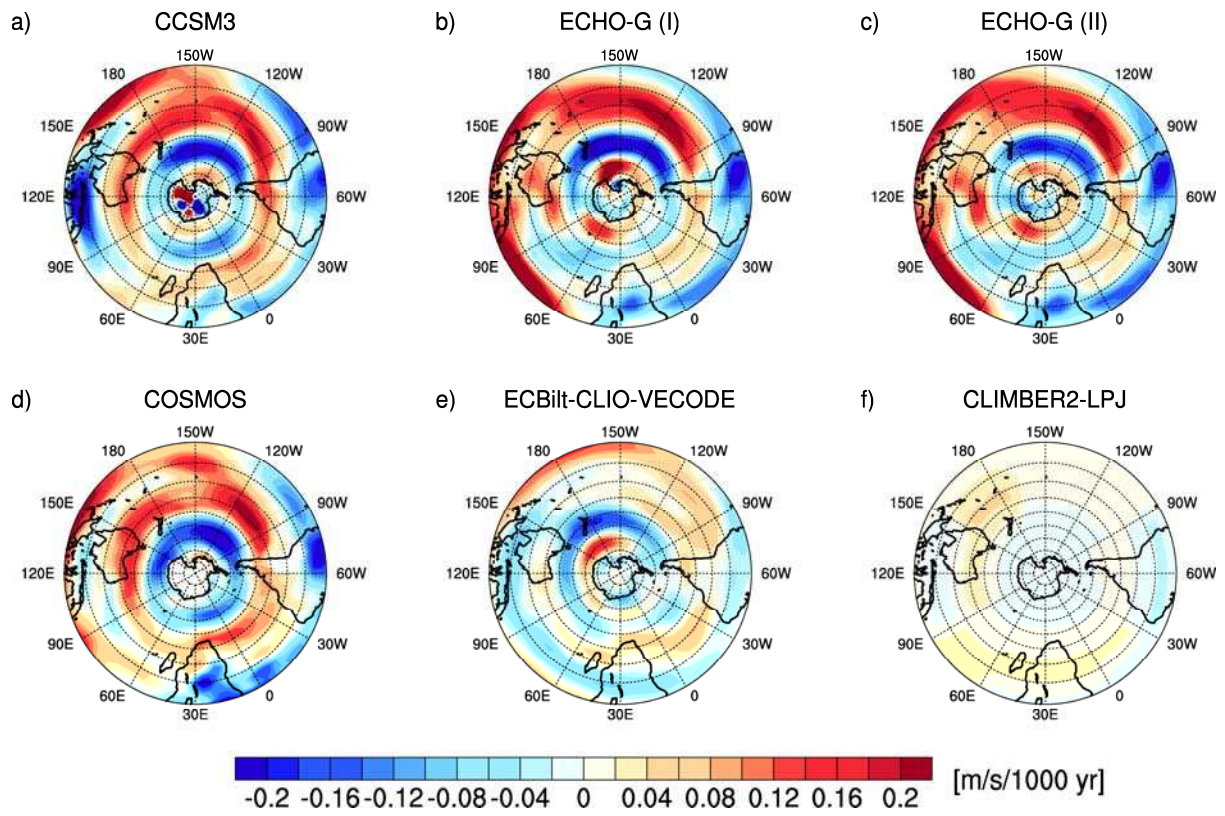 a) CCSM3
b) ECHO-G (I)
c) ECHO-G (II)
150W
180 120W
150E 90W
120E 60W
90E 30W
60E 0
30E
150W
180 120W
150E 90W
120E 60W
90E 30W
60E 0
30E
150W
180 120W
150E 90W
120E 60W
90E 30W
60E 0
30E
d) COSMOS
e) ECBilt-CLIO-VECODE
f) CLIMBER2-LPJ
150W
180 120W
150E 90W
120E 60W
90E 30W
60E 0
30E
150W
180 120W
150E 90W
120E 60W
90E 30W
60E 0
30E
150W
180 120W
150E 90W
120E 60W
90E 30W
60E 0
30E
-0.2 -0.16 -0.12 -0.08 -0.04 0 0.04 0.08 0.12 0.16 0.2 [m/s/1000 yr]